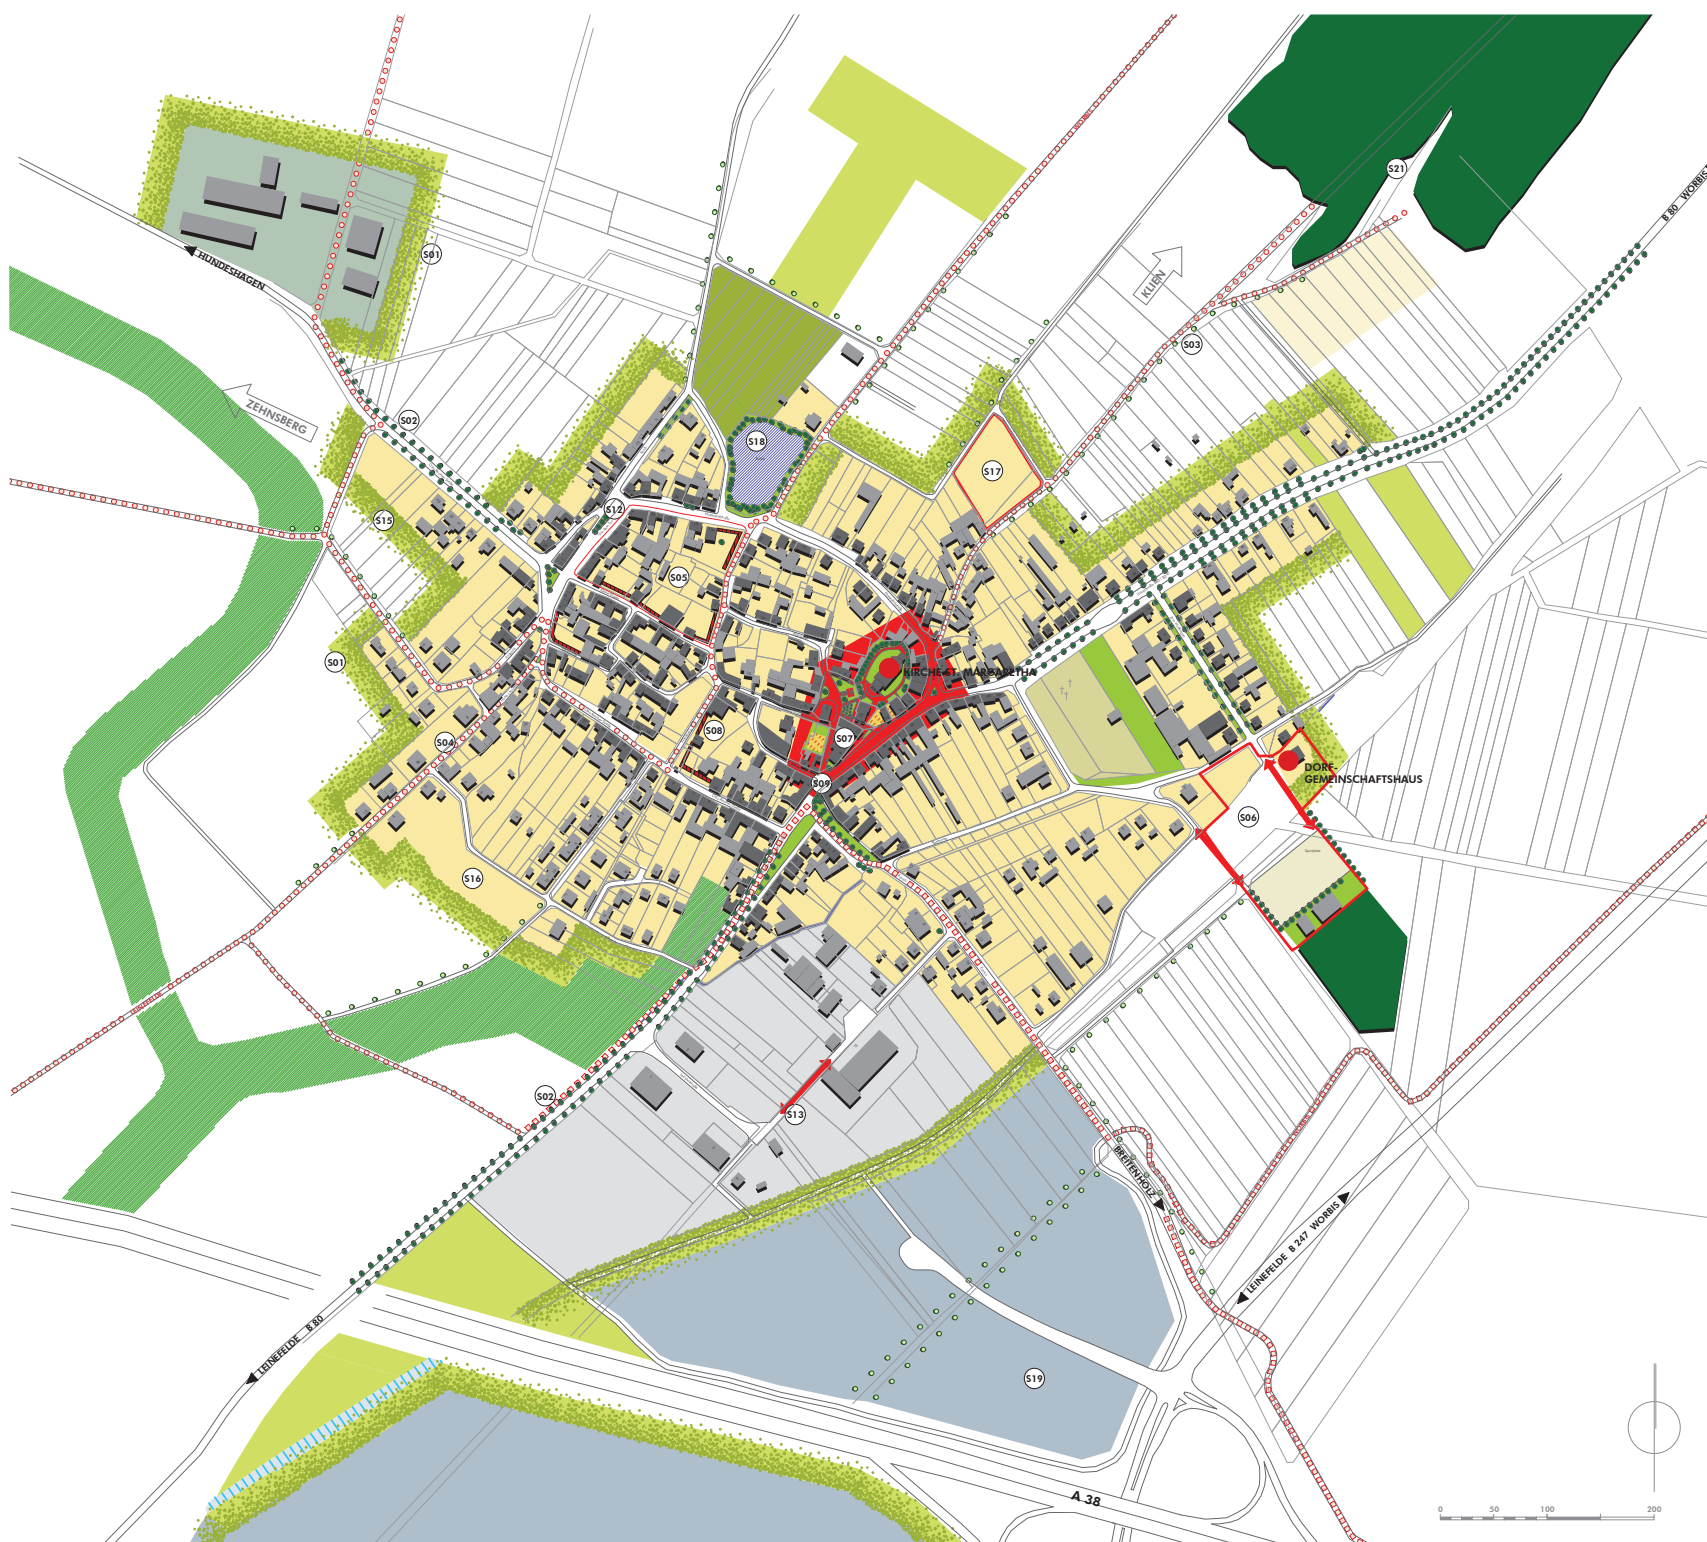 S21
B 80 WORBIS
S01
HUNDESHAGEN
KLIEN
S03
ZEHNSBERG
S02
S18
S17
S12
S15
S05
S01
KIRCHE ST. MARGARETHA
S08
S07
S04
S09
DORF-
GEMEINSCHAFTSHAUS
S06
S16
S02
S13
BREITENHOLZ
LEINEFELDE B 247 WORBIS
LEINEFELDE B 80
S19
A 38
0 50 100 200